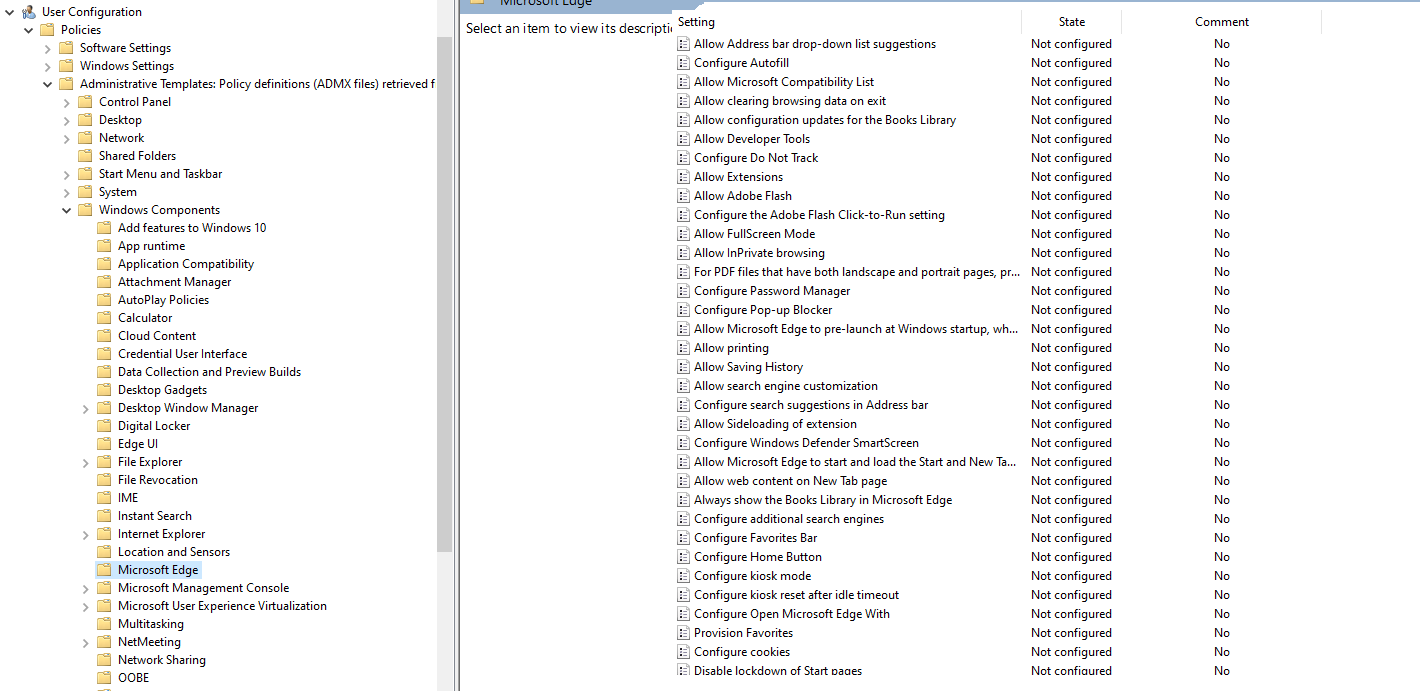 User Configuration
Policies
Software Settings
Windows Settings
Administrative Templates: Policy definitions (ADMX files) retrieved f
Control Panel
Desktop
Network
Shared Folders
Start Menu and Taskbar
System
Windows Components
Add features to Windows 10
App runtime
Application Compatibility
Attachment Manager
AutoPlay Policies
Calculator
Cloud Content
Credential User Interface
Data Collection and Preview Builds
Desktop Gadgets
Desktop Window Manager
Digital Locker
Edge UI
File Explorer
File Revocation
IME
Instant Search
Internet Explorer
Location and Sensors
Microsoft Edge
Microsoft Management Console
Microsoft User Experience Virtualization
Multitasking
NetMeeting
Network Sharing
OOBE
Microsoft Edge
Select an item to view its descripti
Setting State Comment
Allow Address bar drop-down list suggestions Not configured No
Configure Autofill Not configured No
Allow Microsoft Compatibility List Not configured No
Allow clearing browsing data on exit Not configured No
Allow configuration updates for the Books Library Not configured No
Allow Developer Tools Not configured No
Configure Do Not Track Not configured No
Allow Extensions Not configured No
Allow Adobe Flash Not configured No
Configure the Adobe Flash Click-to-Run setting Not configured No
Allow FullScreen Mode Not configured No
Allow InPrivate browsing Not configured No
For PDF files that have both landscape and portrait pages, pr... Not configured No
Configure Password Manager Not configured No
Configure Pop-up Blocker Not configured No
Allow Microsoft Edge to pre-launch at Windows startup, wh... Not configured No
Allow printing Not configured No
Allow Saving History Not configured No
Allow search engine customization Not configured No
Configure search suggestions in Address bar Not configured No
Allow Sideloading of extension Not configured No
Configure Windows Defender SmartScreen Not configured No
Allow Microsoft Edge to start and load the Start and New Ta... Not configured No
Allow web content on New Tab page Not configured No
Always show the Books Library in Microsoft Edge Not configured No
Configure additional search engines Not configured No
Configure Favorites Bar Not configured No
Configure Home Button Not configured No
Configure kiosk mode Not configured No
Configure kiosk reset after idle timeout Not configured No
Configure Open Microsoft Edge With Not configured No
Provision Favorites Not configured No
Configure cookies Not configured No
Disable lockdown of Start pages Not configured No